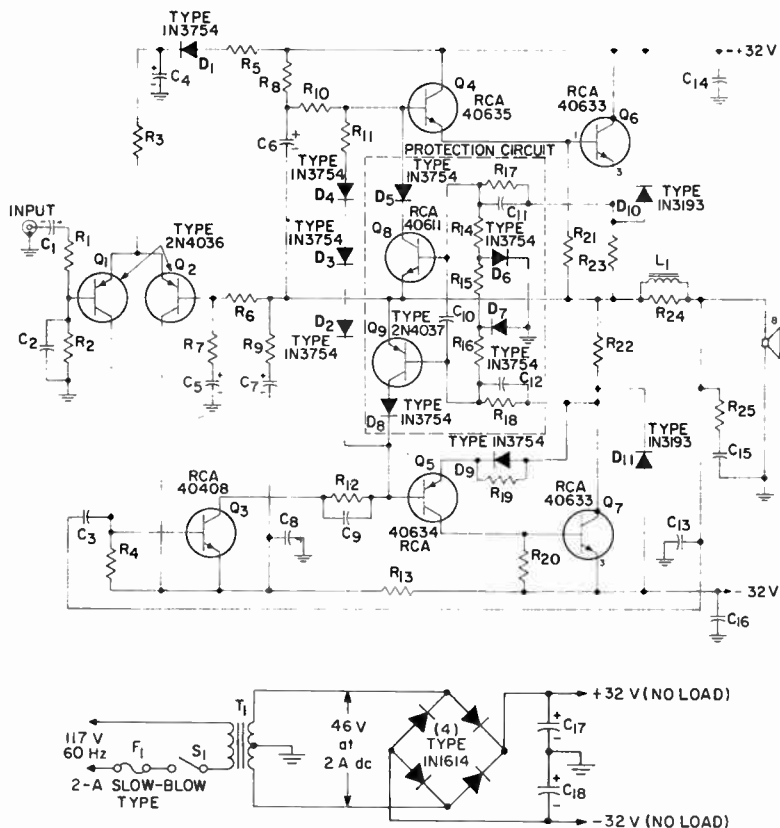 TYPE
IN3754
D1
R5
R8
R10
C4
R3
C6
R11
Q4
RCA
40635
RCA
40633
Q6
-+32 V
C14
1
3
PROTECTION CIRCUIT
TYPE
IN3754
D4
TYPE
IN3754
D5
R17
C11
D10
TYPE
IN3193
INPUT
C1
R1
TYPE
2N4036
Q1
Q2
TYPE
IN3754
D3
RCA
40611
Q8
R14
TYPE
IN3754
D6
R15
R21
R23
L1
R24
8
R6
C2
R2
R7
C5
R9
C7
D2
TYPE
IN3754
Q9
TYPE
2N4037
C10
D7
R16
TYPE
IN3754
C12
R18
R22
D8
TYPE
IN3754
TYPE IN3754
D9
R19
D11
TYPE
IN3193
R25
C15
RCA
40408
Q3
C3
R4
R12
C9
C8
Q5
40634
RCA
RCA
40633
Q7
3
C13
R20
R13
- 32 V
C16
117 V
60 Hz
F1
S1
2-A SLOW-BLOW
TYPE
T1
46 V
at
2 A dc
(4)
TYPE
IN1614
+32 V (NO LOAD)
C17
C18
-32 V (NO LOAD)